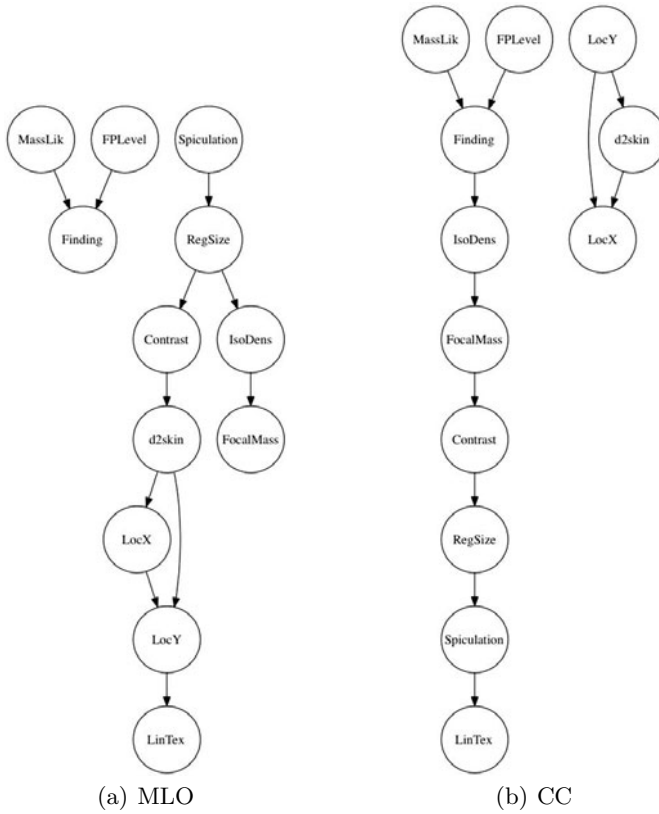 MassLik
FPLevel
Spiculation
Finding
RegSize
Contrast
IsoDens
d2skin
FocalMass
LocX
LocY
LinTex
(a) MLO
MassLik
FPLevel
LocY
Finding
d2skin
IsoDens
LocX
FocalMass
Contrast
RegSize
Spiculation
LinTex
(b) CC